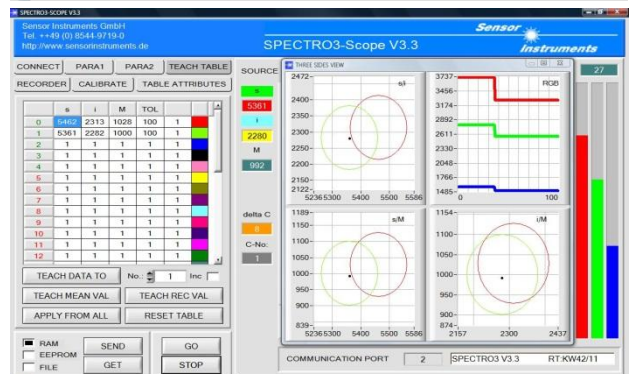 SPECTRO3-SCOPE V3.3
Sensor Instruments GmbH
Tel. ++49 (0) 8544-9719-0
http://www.sensorinstruments.de
SPECTRO3-Scope V3.3
Sensor
Instruments
CONNECT PARA1 PARA2 TEACH TABLE
RECORDER CALIBRATE TABLE ATTRIBUTES
s i M TOL
0 5462 2313 1028 100 1
1 5361 2282 1000 100 1
2 1 1 1 1 1
3 1 1 1 1 1
4 1 1 1 1 1
5 1 1 1 1 1
6 1 1 1 1 1
7 1 1 1 1 1
8 1 1 1 1 1
9 1 1 1 1 1
10 1 1 1 1 1
11 1 1 1 1 1
12 1 1 1 1 1
TEACH DATA TO No.: 1 Inc
TEACH MEAN VAL TEACH REC VAL
APPLY FROM ALL RESET TABLE
RAM
EEPROM
FILE
SEND GO
GET STOP
SOURCE
s
5361
i
2280
M
992
delta C
8
C-No:
1
THREE SIDES VIEW
s/i
2472-
2400-
2350-
2300-
2250-
2200-
2150-
2122-
5236 5300 5400 5500 5586
RGB
3737-
3456-
3174-
2892-
2611-
2330-
2048-
1766-
1485-
0 100
s/M
1189-
1150-
1100-
1050-
1000-
950-
900-
839-
5236 5300 5400 5500 5586
i/M
1154-
1100-
1050-
1000-
950-
900-
874-
2157 2300 2437
27
COMMUNICATION PORT 2 SPECTRO3 V3.3 RT:KW42/11